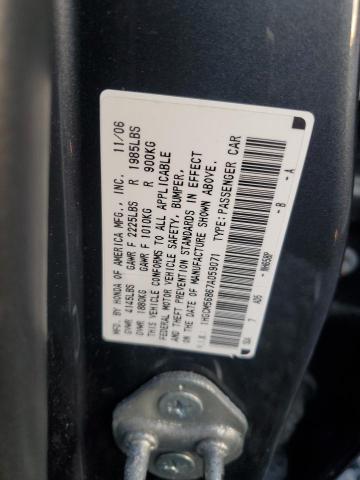 MFD. BY HONDA OF AMERICA MFG., INC. 11/06
GVWR 4145LBS GAWR F 2225LBS R 1985LBS
GVWR 1880KG GAWR F 1010KG R 900KG
THIS VEHICLE CONFORMS TO ALL APPLICABLE
FEDERAL MOTOR VEHICLE SAFETY, BUMPER,
AND THEFT PREVENTION STANDARDS IN EFFECT
ON THE DATE OF MANUFACTURE SHOWN ABOVE.
V.I.N.: TYPE:PASSENGER CAR
- B - A
7